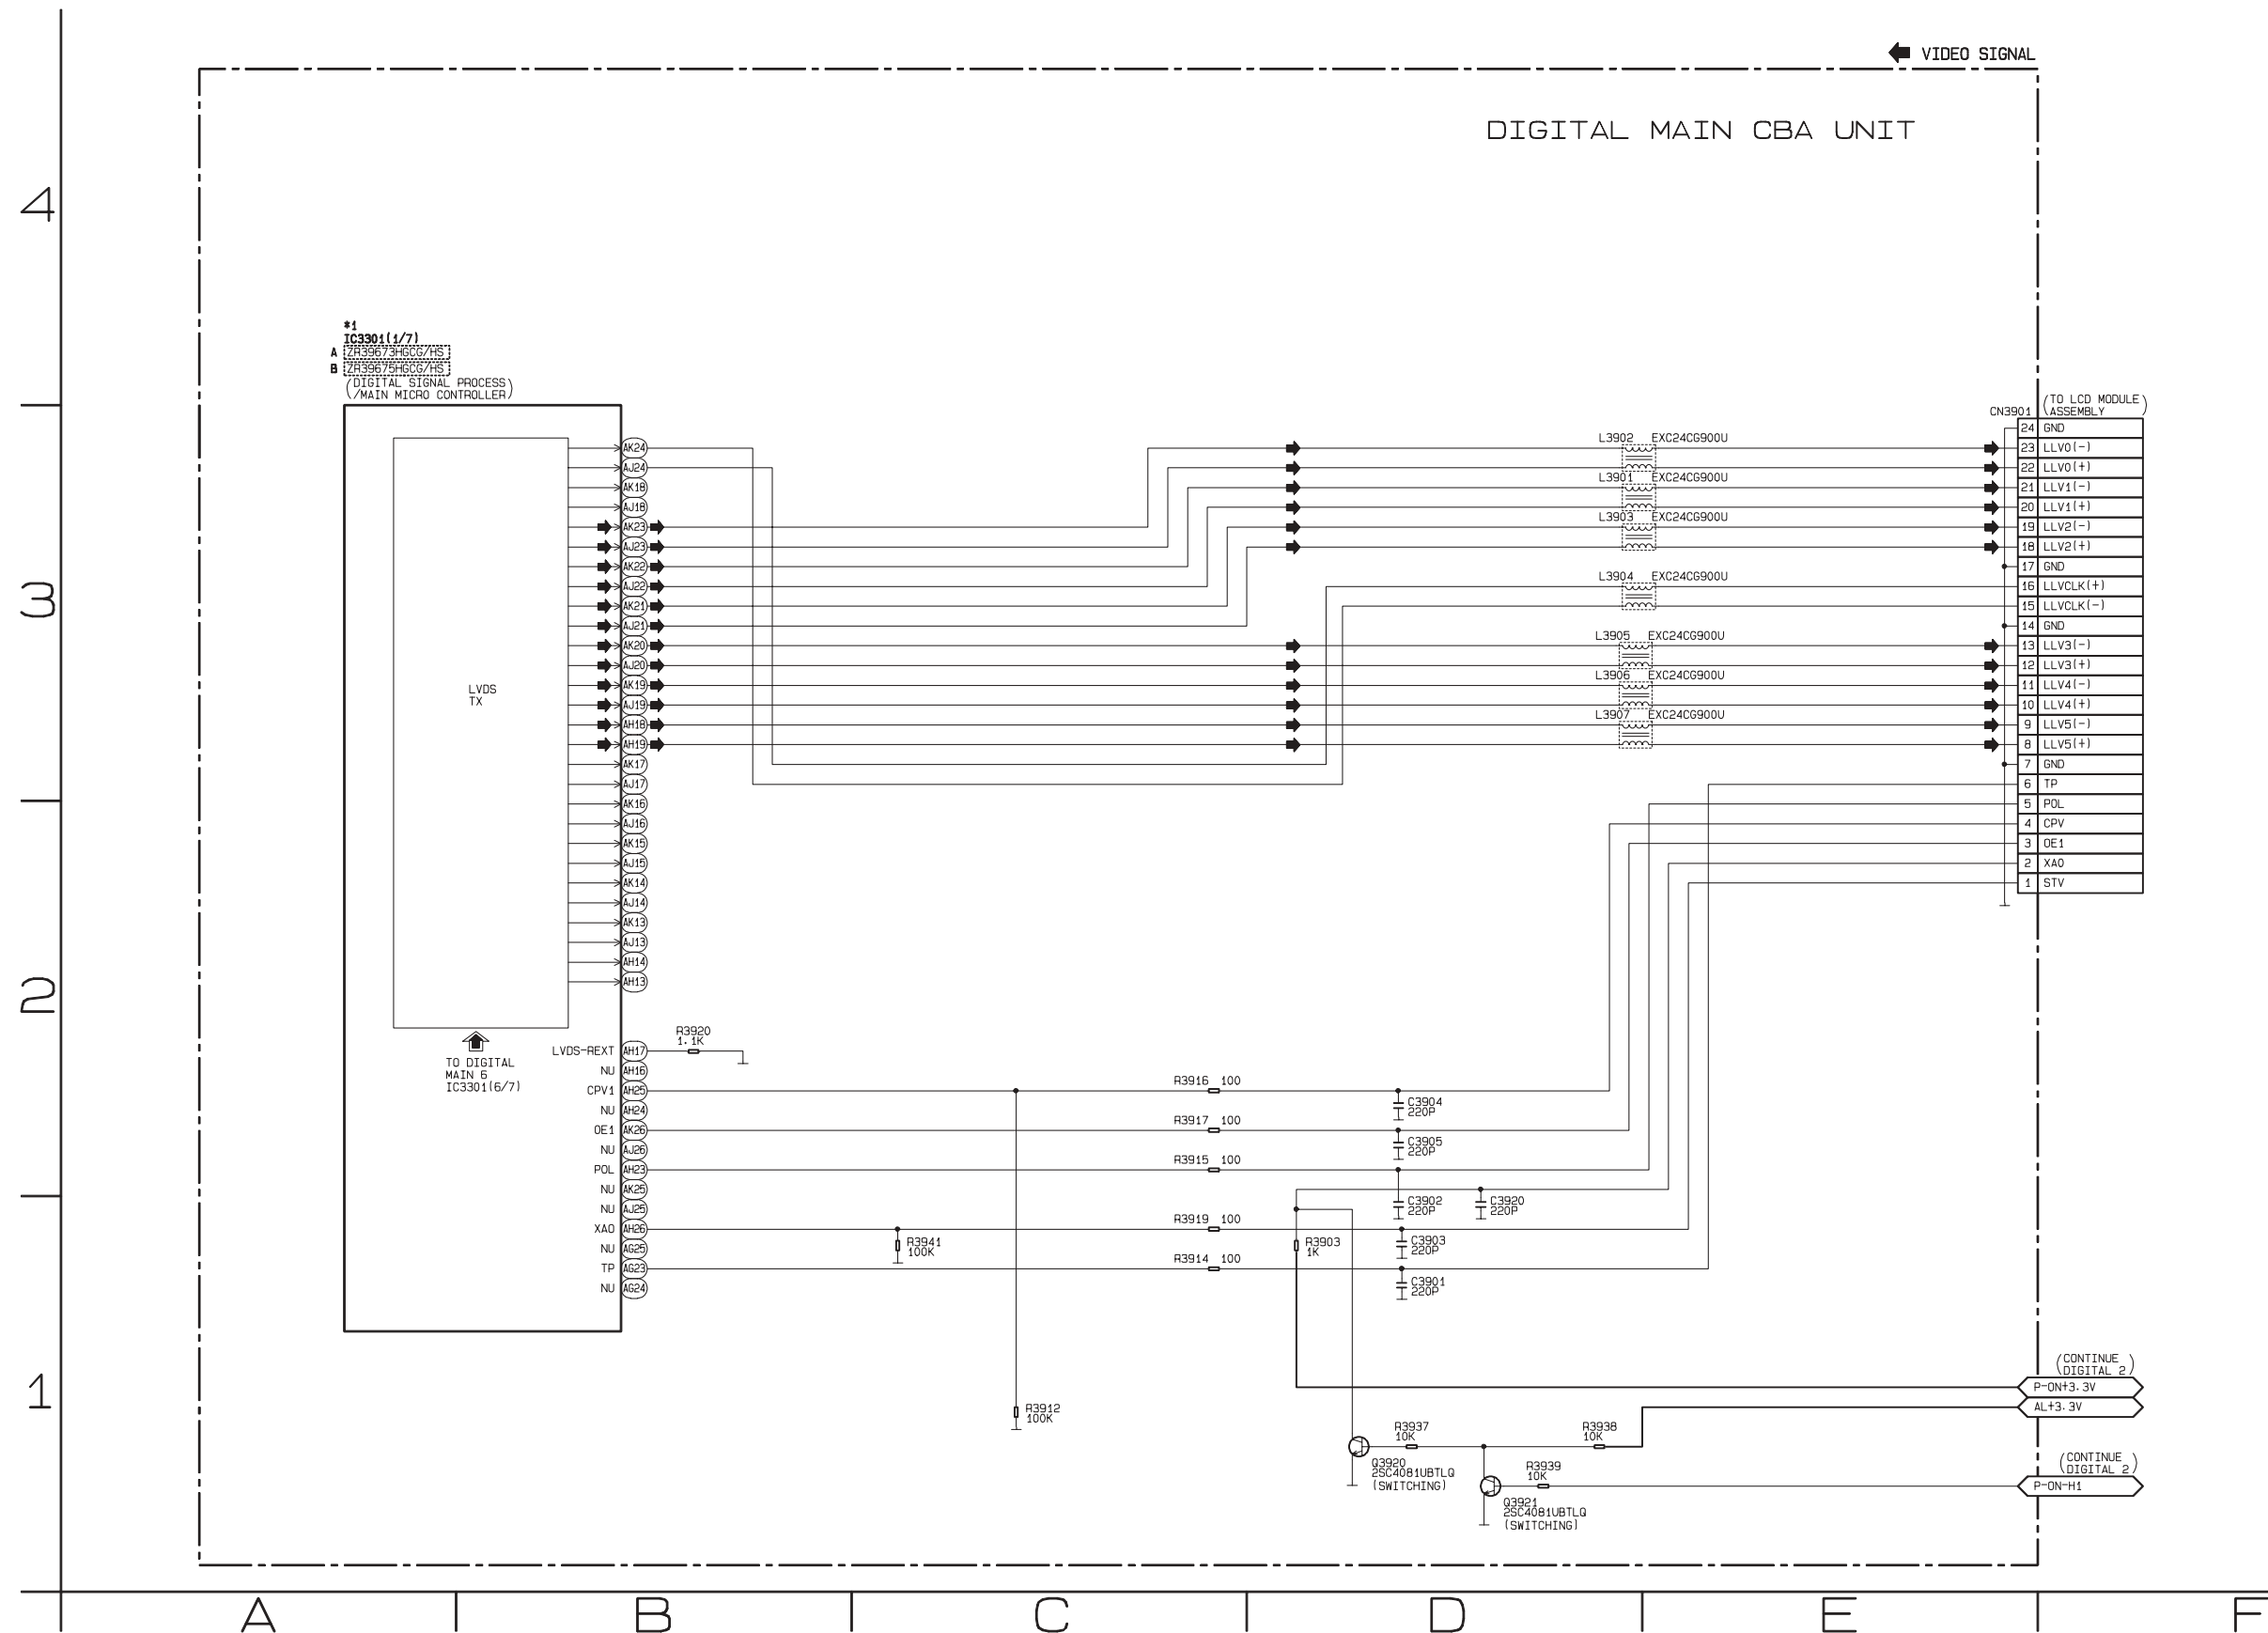 VIDEO SIGNAL
DIGITAL MAIN CBA UNIT
4
3
2
1
*1
IC3301(1/7)
A ZR39673HGCG/HS
B ZR39675HGCG/HS
(DIGITAL SIGNAL PROCESS)
(/MAIN MICRO CONTROLLER)
LVDS
TX
AK24
AJ24
AK18
AJ18
AK23
AJ23
AK22
AJ22
AK21
AJ21
AK20
AJ20
AK19
AJ19
AH18
AH19
AK17
AJ17
AK16
AJ16
AK15
AJ15
AK14
AJ14
AK13
AJ13
AH14
AH13
TO DIGITAL
MAIN 6
IC3301(6/7)
LVDS-REXT AH17
NU AH16
CPV1 AH25
NU AH24
OE1 AK26
NU AJ26
POL AH23
NU AK25
NU AJ25
XAO AH26
NU AG25
TP AG23
NU AG24
R3920
1.1K
R3916 100
R3917 100
R3915 100
R3919 100
R3914 100
R3941
100K
R3912
100K
R3903
1K
C3904
220P
C3905
220P
C3902
220P
C3920
220P
C3903
220P
C3901
220P
L3902 EXC24CG900U
L3901 EXC24CG900U
L3903 EXC24CG900U
L3904 EXC24CG900U
L3905 EXC24CG900U
L3906 EXC24CG900U
L3907 EXC24CG900U
CN3901
(TO LCD MODULE)
(ASSEMBLY)
24 GND
23 LLV0(-)
22 LLV0(+)
21 LLV1(-)
20 LLV1(+)
19 LLV2(-)
18 LLV2(+)
17 GND
16 LLVCLK(+)
15 LLVCLK(-)
14 GND
13 LLV3(-)
12 LLV3(+)
11 LLV4(-)
10 LLV4(+)
9 LLV5(-)
8 LLV5(+)
7 GND
6 TP
5 POL
4 CPV
3 OE1
2 XAO
1 STV
(CONTINUE
DIGITAL 2)
P-ON+3.3V
AL+3.3V
R3937
10K
R3938
10K
Q3920
2SC4081UBTLQ
(SWITCHING)
R3939
10K
Q3921
2SC4081UBTLQ
(SWITCHING)
(CONTINUE
DIGITAL 2)
P-ON-H1
A B C D E F